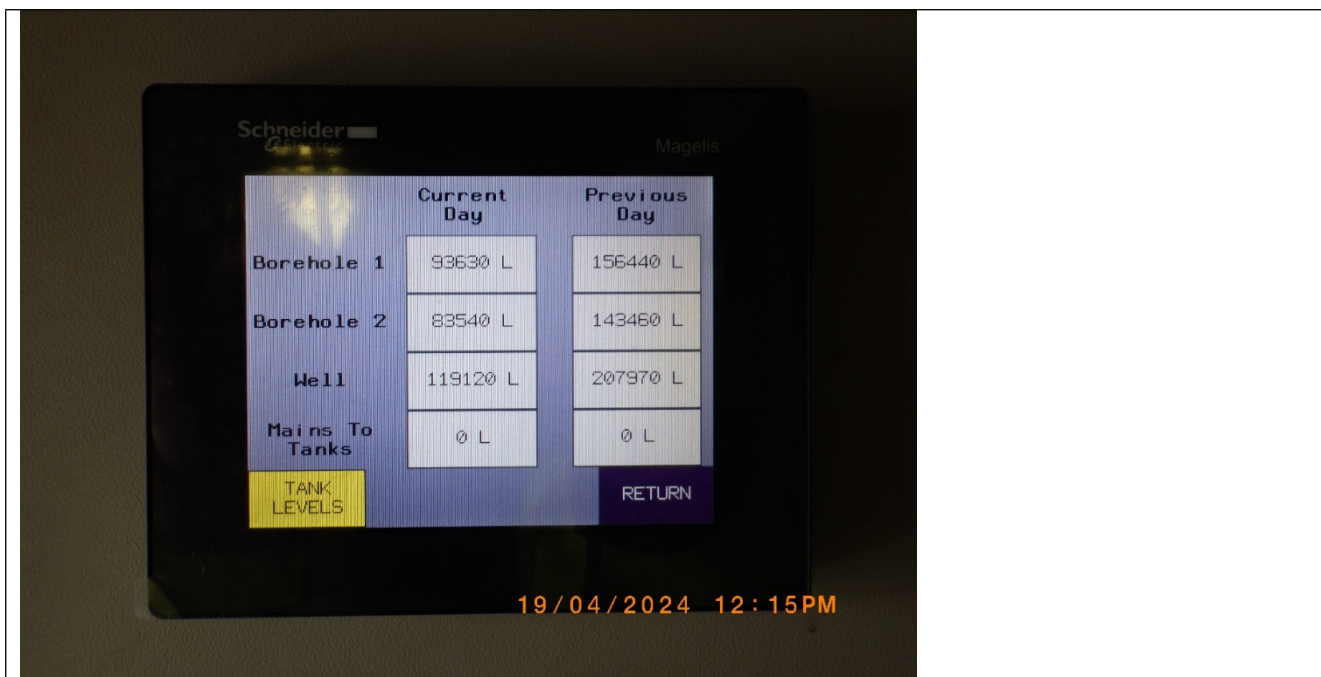 Schneider
Electric
Magelis
Current Day
Previous Day
Borehole 1 93630 L 156440 L
Borehole 2 83540 L 143460 L
Well 119120 L 207970 L
Mains To Tanks 0 L 0 L
TANK LEVELS
RETURN
19/04/2024 12:15PM